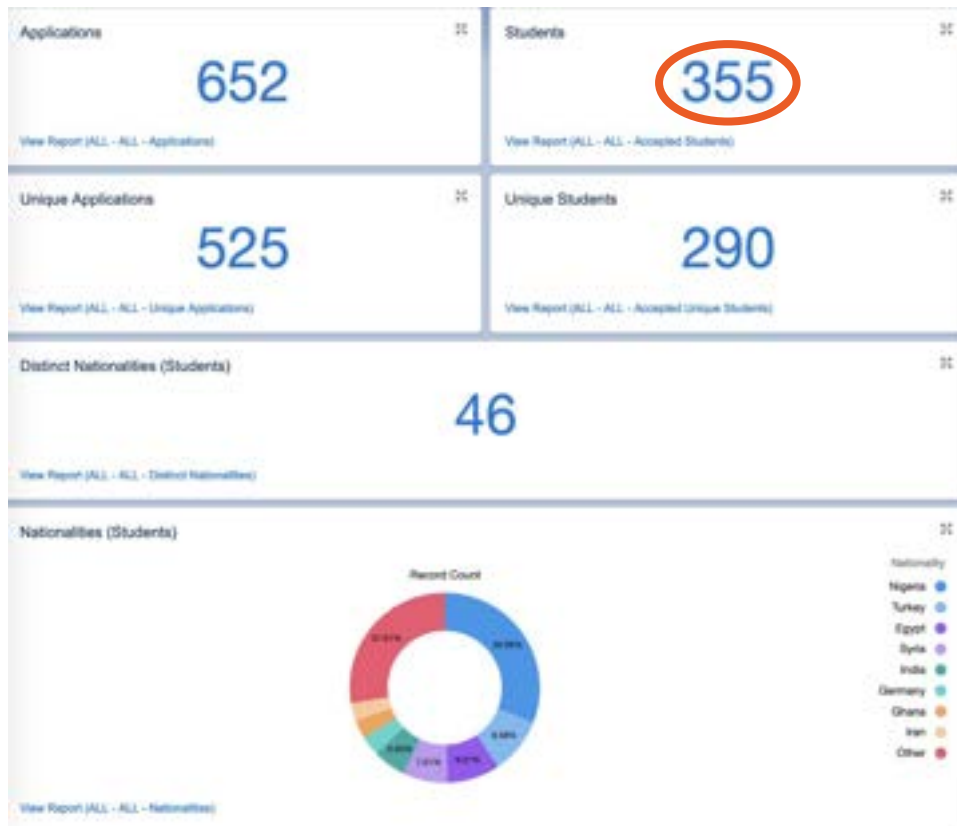 Applications
652
View Report (ALL - ALL - Applications)
Students
355
View Report (ALL - ALL - Accepted Students)
Unique Applications
525
View Report (ALL - ALL - Unique Applications)
Unique Students
290
View Report (ALL - ALL - Accepted Unique Students)
Distinct Nationalities (Students)
46
View Report (ALL - ALL - Distinct Nationalities)
Nationalities (Students)
Record Count
Nationality
Nigeria
Turkey
Egypt
Syria
India
Germany
Ghana
Iran
Other
View Report (ALL - ALL - Nationalities)